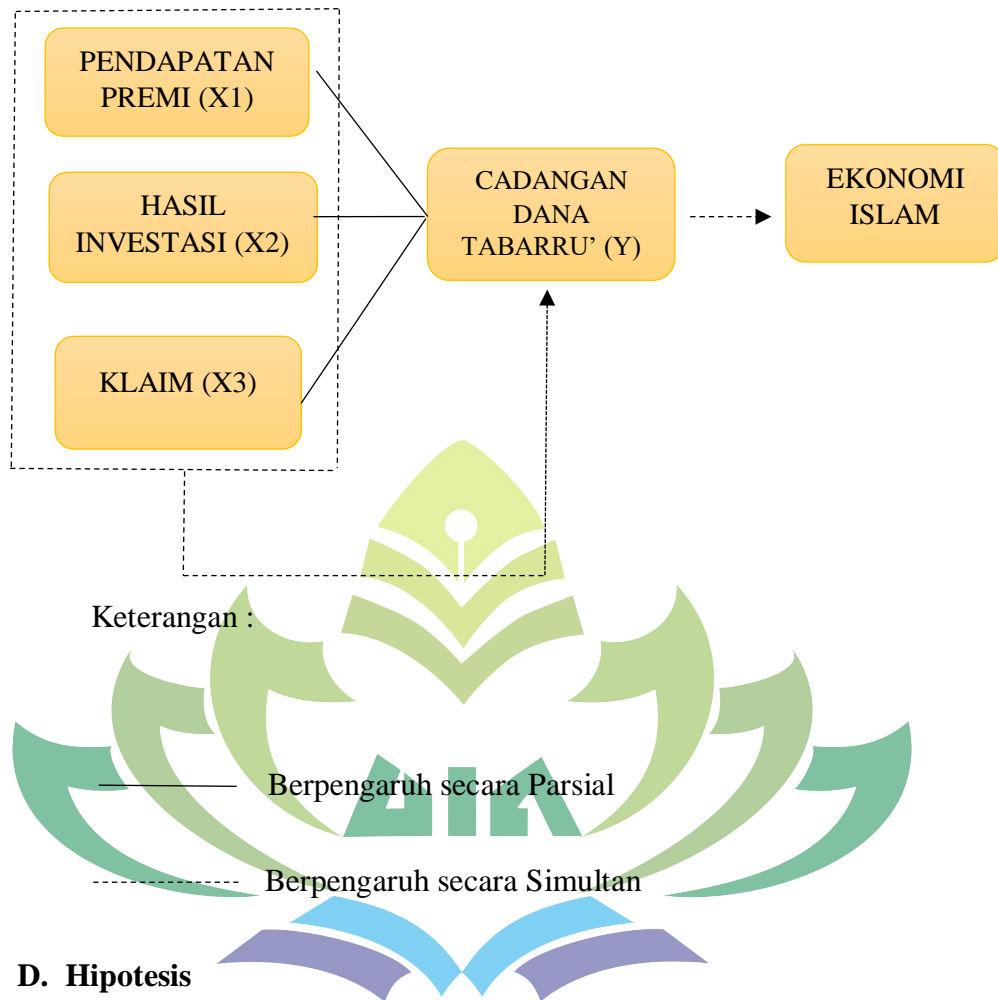 PENDAPATAN
PREMI (X1)
HASIL
INVESTASI (X2)
KLAIM (X3)
CADANGAN
DANA
TABARRU’ (Y)
EKONOMI
ISLAM
Keterangan :
Berpengaruh secara Parsial
Berpengaruh secara Simultan
D. Hipotesis